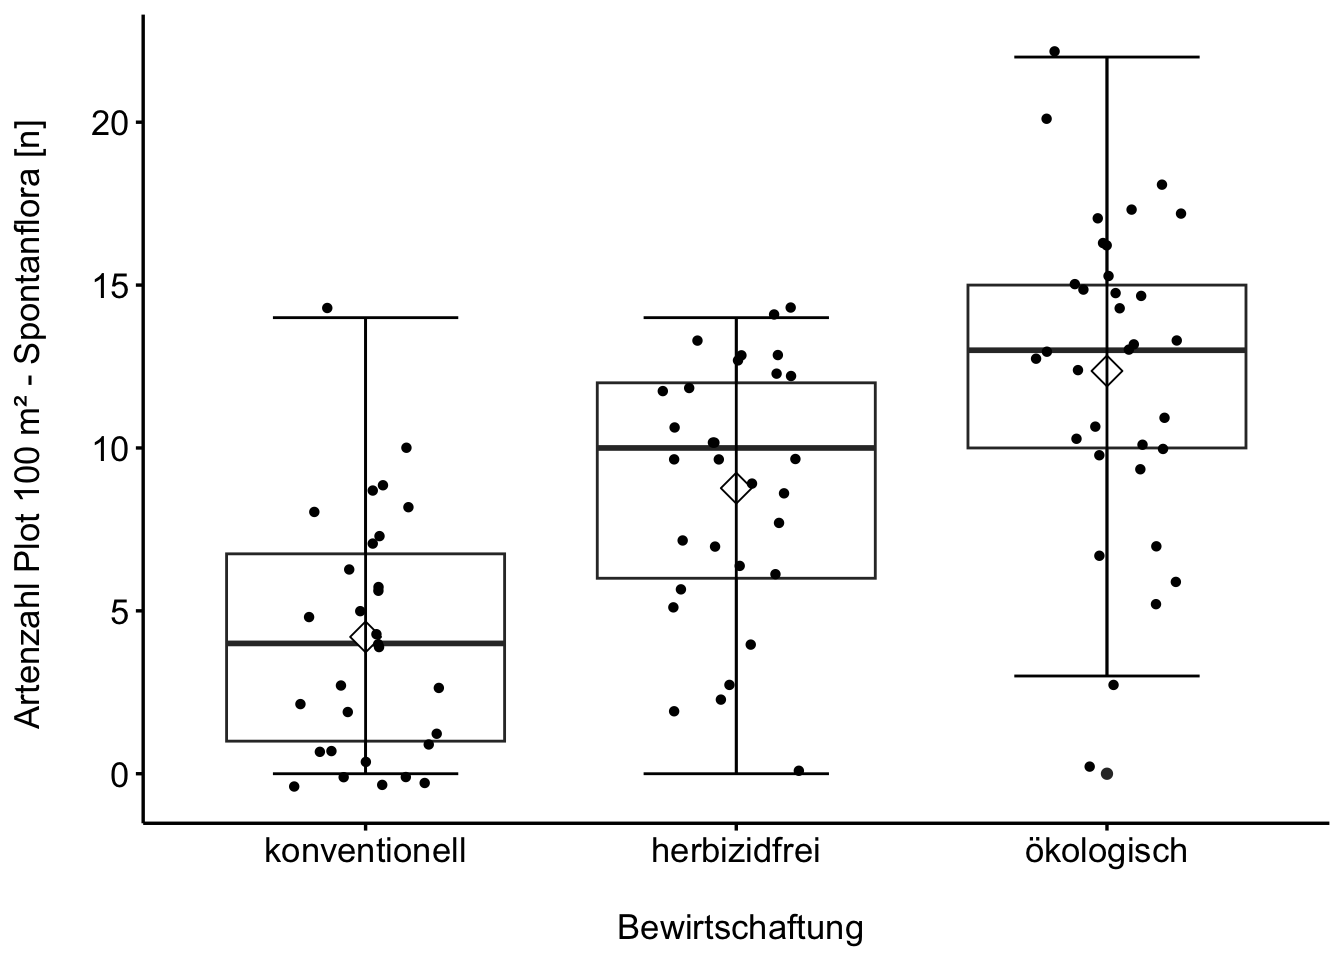 Artenzahl Plot 100 m² - Spontanflora [n]
20
15
10
5
0
konventionell herbizidfrei ökologisch
Bewirtschaftung